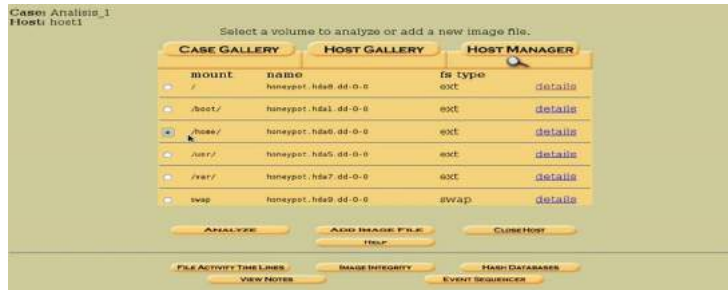 Case: Analisis_1
Host: host1
Select a volume to analyze or add a new image file.
CASE GALLERY HOST GALLERY HOST MANAGER
mount name fs type
/ honeypot.hda8.dd-0-0 ext details
/boot/ honeypot.hda1.dd-0-0 ext details
/home/ honeypot.hda6.dd-0-0 ext details
/usr/ honeypot.hda5.dd-0-0 ext details
/var/ honeypot.hda7.dd-0-0 ext details
swap honeypot.hda9.dd-0-0 swap details
ANALYZE ADD IMAGE FILE CLOSE HOST
HELP
FILE ACTIVITY TIME LINES IMAGE INTEGRITY HASH DATABASES
VIEW NOTES EVENT SEQUENCER